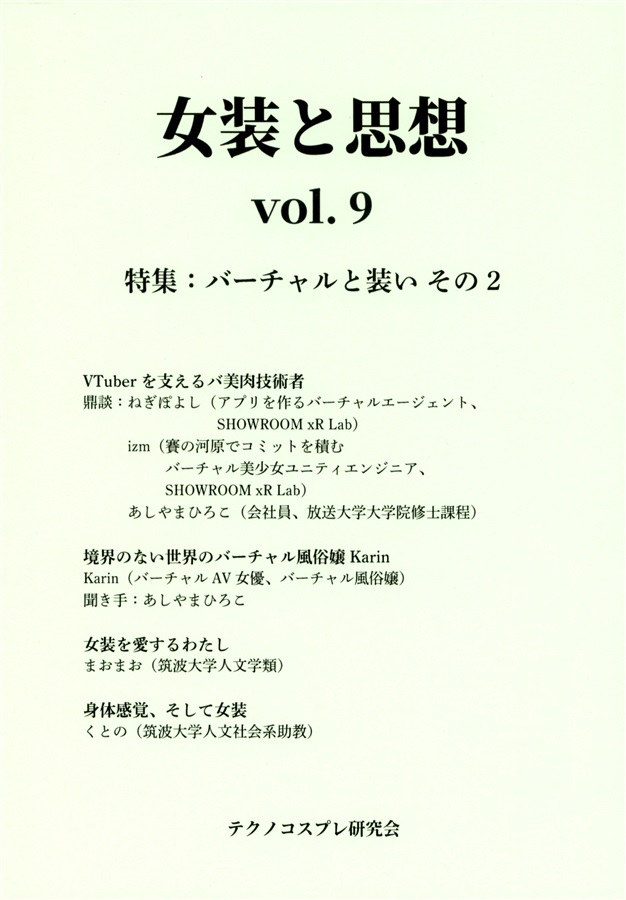 女装と思想
vol. 9
特集：バーチャルと装い その2
VTuber を支えるバ美肉技術者
鼎談：ねぎぽよし（アプリを作るバーチャルエージェント、
SHOWROOM xR Lab）
izm（賽の河原でコミットを積む
バーチャル美少女ユニティエンジニア、
SHOWROOM xR Lab）
あしやまひろこ（会社員、放送大学大学院修士課程）
境界のない世界のバーチャル風俗嬢 Karin
Karin（バーチャル AV 女優、バーチャル風俗嬢）
聞き手：あしやまひろこ
女装を愛するわたし
まおまお（筑波大学人文学類）
身体感覚、そして女装
くとの（筑波大学人文社会系助教）
テクノコスプレ研究会